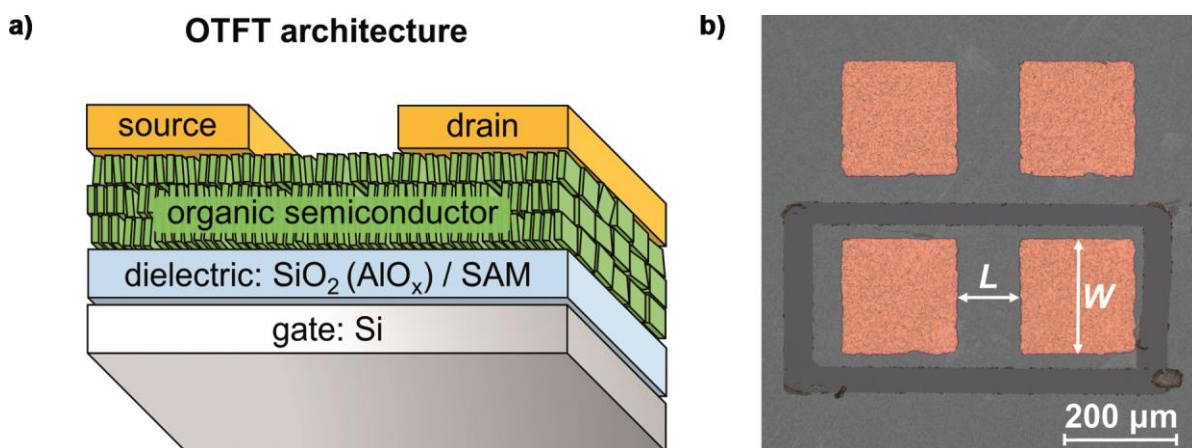 a)
OTFT architecture
source
drain
organic semiconductor
dielectric: SiO₂ (AlOₓ) / SAM
gate: Si
b)
L
W
200 µm